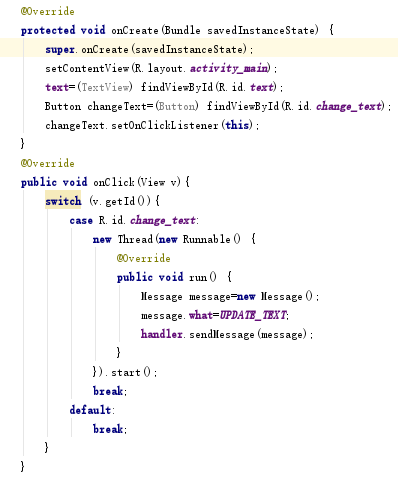 @Override
protected void onCreate(Bundle savedInstanceState) {
super.onCreate(savedInstanceState);
setContentView(R.layout.activity_main);
text=(TextView) findViewById(R.id.text);
Button changeText=(Button) findViewById(R.id.change_text);
changeText.setOnClickListener(this);
}
@Override
public void onClick(View v){
switch (v.getId()){
case R.id.change_text:
new Thread(new Runnable() {
@Override
public void run() {
Message message=new Message();
message.what=UPDATE_TEXT;
handler.sendMessage(message);
}
}).start();
break;
default:
break;
}
}